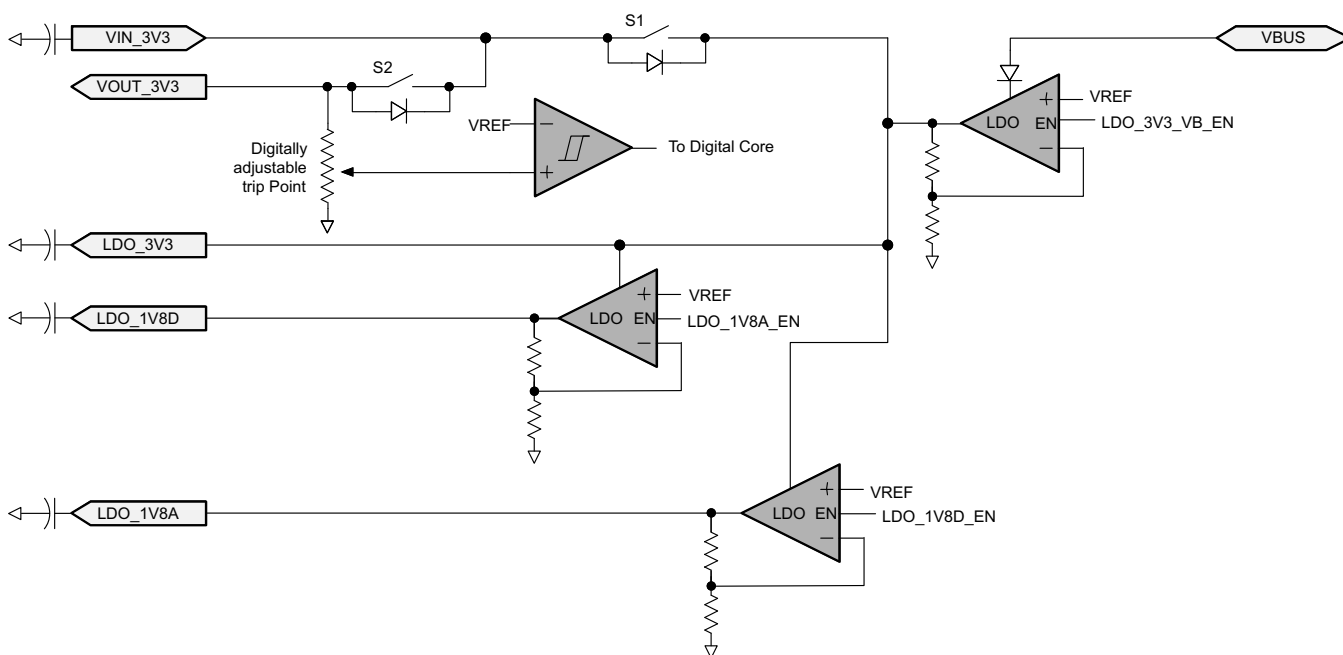 S1
VIN_3V3
VBUS
S2
VOUT_3V3
VREF
LDO
EN
LDO_3V3_VB_EN
VREF
To Digital Core
Digitally
adjustable
trip Point
LDO_3V3
VREF
LDO_1V8D
LDO
EN
LDO_1V8A_EN
VREF
LDO_1V8A
LDO
EN
LDO_1V8D_EN